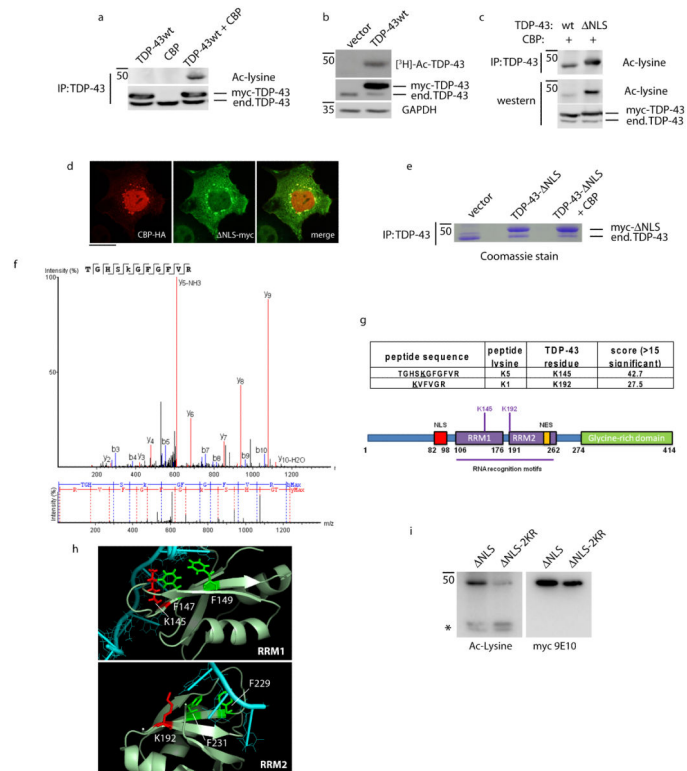 a
TDP-43wt
CBP
TDP-43wt + CBP
50
IP:TDP-43
Ac-lysine
myc-TDP-43
end.TDP-43
b
vector
TDP-43wt
50
[³H]-Ac-TDP-43
myc-TDP-43
end.TDP-43
35
GAPDH
c
TDP-43: wt ΔNLS
CBP: + +
IP:TDP-43
50
Ac-lysine
western
50
Ac-lysine
myc-TDP-43
end.TDP-43
d
CBP-HA
ΔNLS-myc
merge
e
vector
TDP-43-ΔNLS
TDP-43-ΔNLS
+ CBP
IP:TDP-43
50
myc-ΔNLS
end.TDP-43
Coomassie stain
f
Intensity (%)
T G H S k G F G F V R
100
50
y5-NH3
y9
y8
y6
y7
y4
b5
b3
y2
b4
y3
b7
b8
b9
b10
y10-H2O
200 400 600 800 1000 1200
Intensity (%)
200 400 600 800 1000 1200
m/z
g
peptide sequence peptide lysine TDP-43 residue score (>15 significant)
TGHSKGFGFVR K5 K145 42.7
KVFVGR K1 K192 27.5
K145 K192
NLS NES
RRM1 RRM2 Glycine-rich domain
1 82 98 106 176 191 262 274 414
RNA recognition motifs
h
F147
F149
K145
RRM1
F229
K192
F231
RRM2
i
ΔNLS
ΔNLS-2KR
ΔNLS
ΔNLS-2KR
50
*
Ac-Lysine
myc 9E10